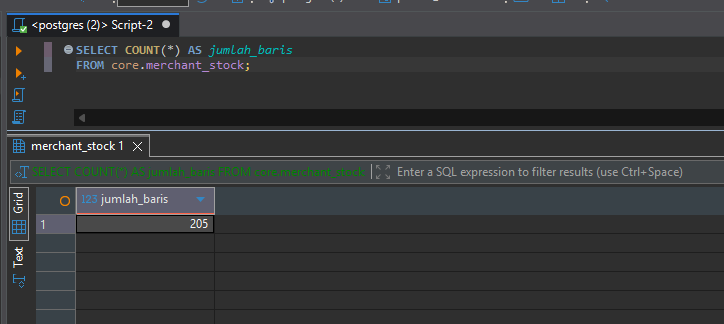 <postgres (2)> Script-2
SELECT COUNT(*) AS jumlah_baris
FROM core.merchant_stock;
merchant_stock 1
SELECT COUNT(*) AS jumlah_baris FROM core.merchant_stock
Enter a SQL expression to filter results (use Ctrl+Space)
Grid
Text
123 jumlah_baris
1
205